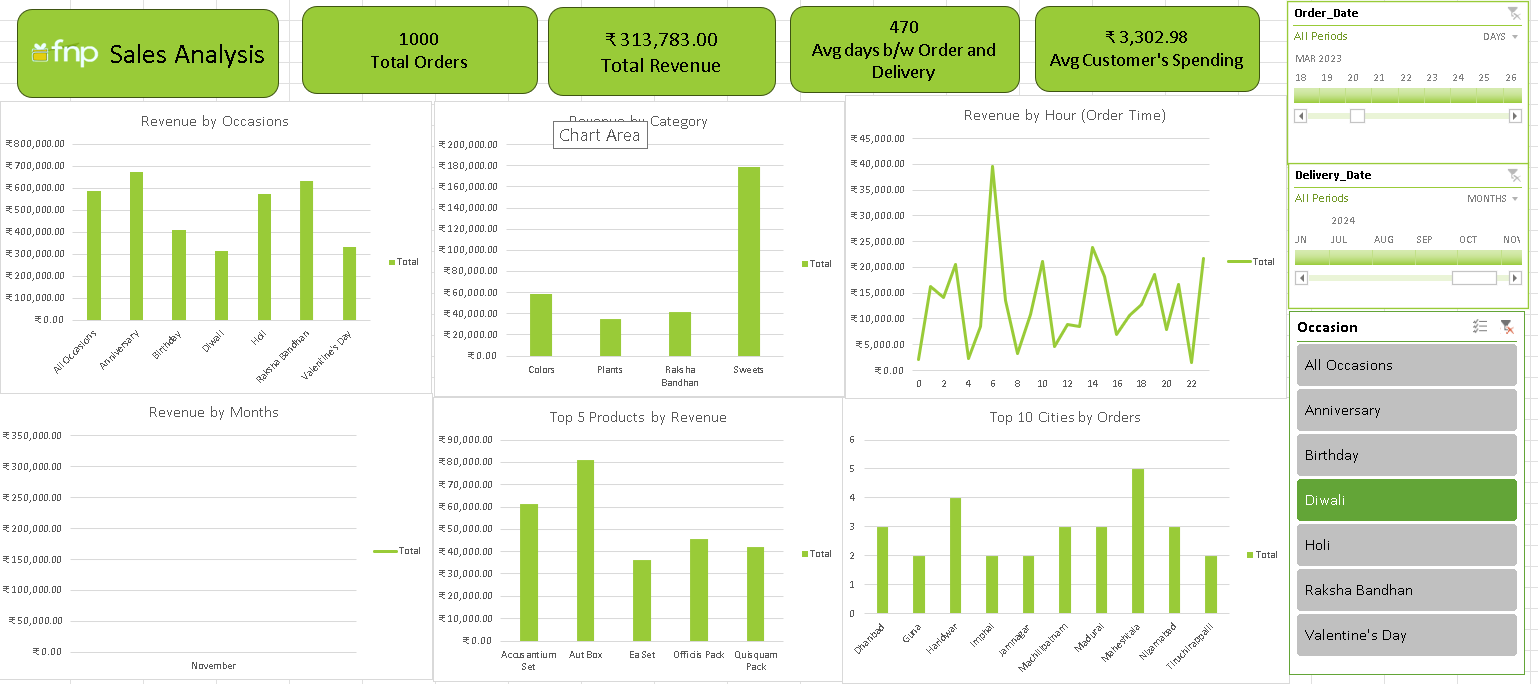 fnp Sales Analysis
1000
Total Orders
₹ 313,783.00
Total Revenue
470
Avg days b/w Order and
Delivery
₹ 3,302.98
Avg Customer's Spending
Order_Date
All Periods
DAYS
MAR 2023
18 19 20 21 22 23 24 25 26
Delivery_Date
All Periods
MONTHS
2024
JUL AUG SEP OCT NOV
Occasion
All Occasions
Anniversary
Birthday
Diwali
Holi
Raksha Bandhan
Valentine's Day
Revenue by Occasions
₹800,000.00
₹700,000.00
₹600,000.00
₹500,000.00
₹400,000.00
₹300,000.00
₹200,000.00
₹100,000.00
₹0.00
All Occasions
Anniversary
Birthday
Diwali
Holi
Raksha Bandhan
Valentine's Day
Total
Revenue by Category
Chart Area
₹200,000.00
₹180,000.00
₹160,000.00
₹140,000.00
₹120,000.00
₹100,000.00
₹80,000.00
₹60,000.00
₹40,000.00
₹20,000.00
₹0.00
Colors
Plants
Raksha
Bandhan
Sweets
Total
Revenue by Hour (Order Time)
₹45,000.00
₹40,000.00
₹35,000.00
₹30,000.00
₹25,000.00
₹20,000.00
₹15,000.00
₹10,000.00
₹5,000.00
₹0.00
0 2 4 6 8 10 12 14 16 18 20 22
Total
Revenue by Months
₹350,000.00
₹300,000.00
₹250,000.00
₹200,000.00
₹150,000.00
₹100,000.00
₹50,000.00
₹0.00
November
Total
Top 5 Products by Revenue
₹90,000.00
₹80,000.00
₹70,000.00
₹60,000.00
₹50,000.00
₹40,000.00
₹30,000.00
₹20,000.00
₹10,000.00
₹0.00
Accusantium
Set
Aut Box
Ea Set
Officiis Pack
Quisquam
Pack
Total
Top 10 Cities by Orders
6
5
4
3
2
1
0
Dhanbad
Guna
Haridwar
Imphal
Jamnagar
Machilipatnam
Madurai
Maheshtala
Nizamabad
Tiruchirappalli
Total